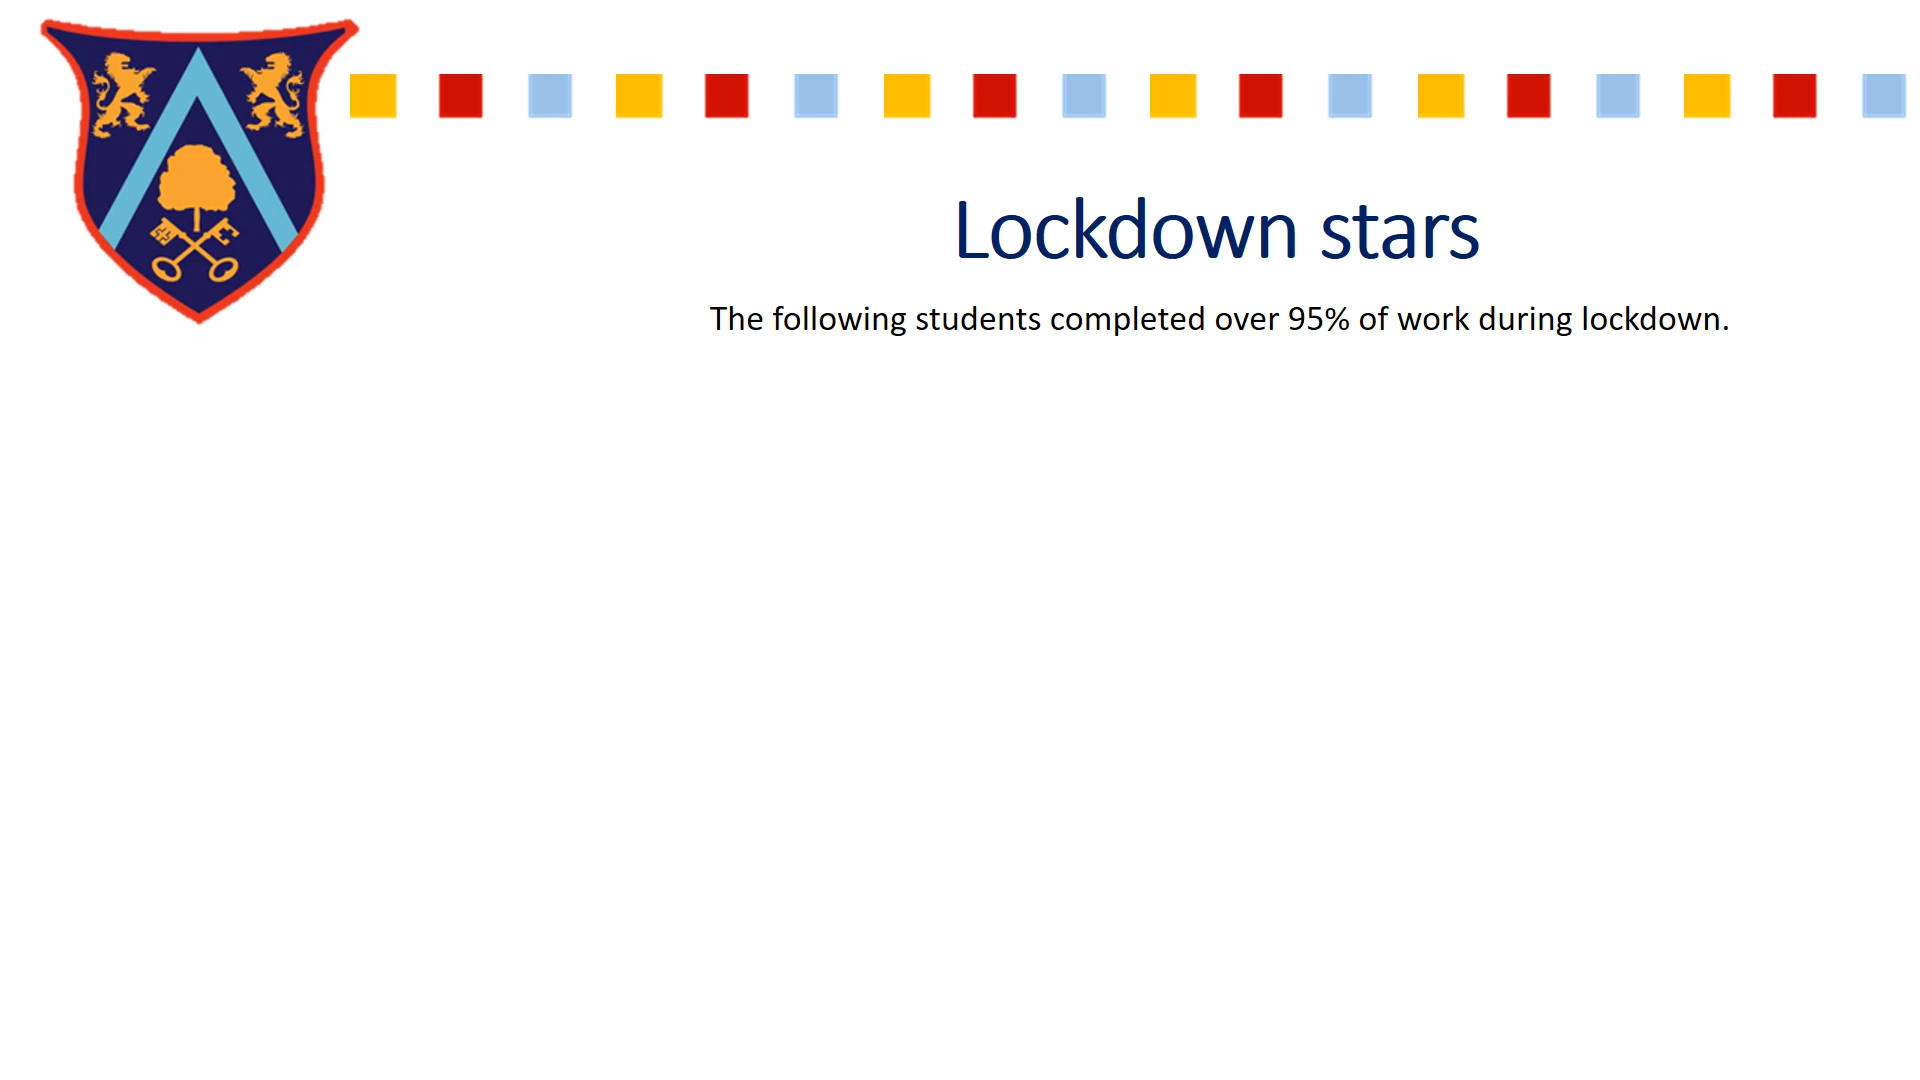 Lockdown stars
The following students completed over 95% of work during lockdown.